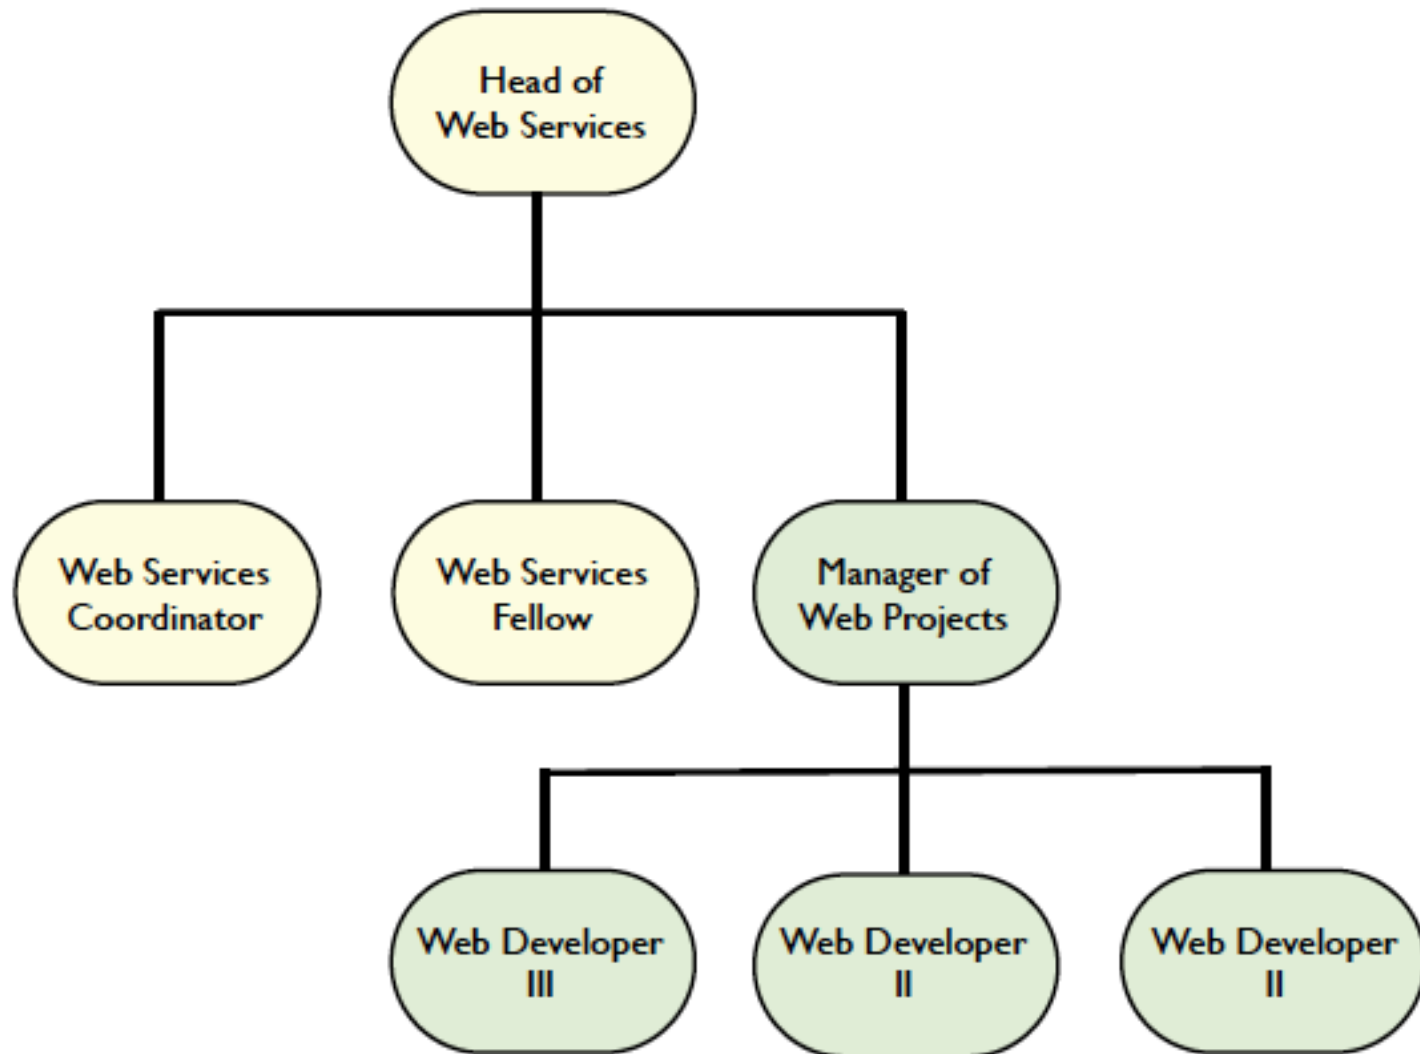 Head of
Web Services
Web Services
Coordinator
Web Services
Fellow
Manager of
Web Projects
Web Developer
III
Web Developer
II
Web Developer
II